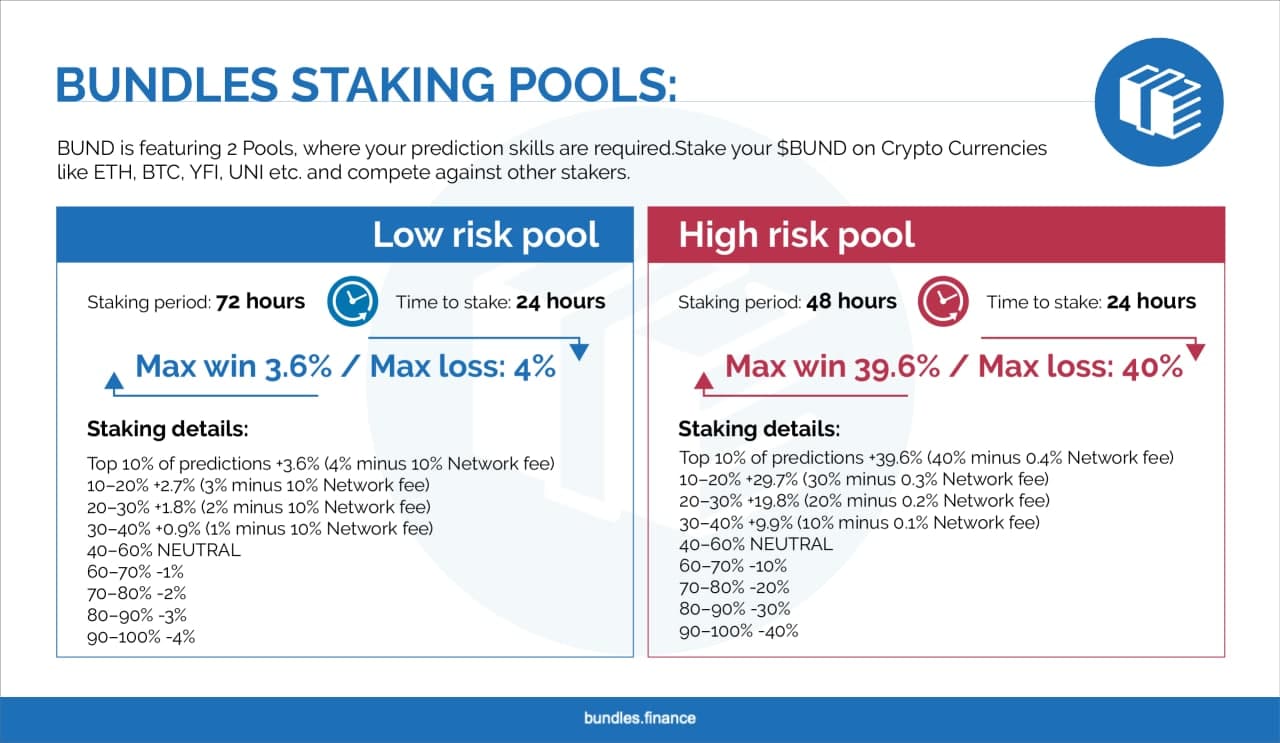 BUNDLES STAKING POOLS:
BUND is featuring 2 Pools, where your prediction skills are required.Stake your $BUND on Crypto Currencies
like ETH, BTC, YFI, UNI etc. and compete against other stakers.
Low risk pool
Staking period: 72 hours
Time to stake: 24 hours
Max win 3.6% / Max loss: 4%
Staking details:
Top 10% of predictions +3.6% (4% minus 10% Network fee)
10–20% +2.7% (3% minus 10% Network fee)
20–30% +1.8% (2% minus 10% Network fee)
30–40% +0.9% (1% minus 10% Network fee)
40–60% NEUTRAL
60–70% -1%
70–80% -2%
80–90% -3%
90–100% -4%
High risk pool
Staking period: 48 hours
Time to stake: 24 hours
Max win 39.6% / Max loss: 40%
Staking details:
Top 10% of predictions +39.6% (40% minus 0.4% Network fee)
10–20% +29.7% (30% minus 0.3% Network fee)
20–30% +19.8% (20% minus 0.2% Network fee)
30–40% +9.9% (10% minus 0.1% Network fee)
40–60% NEUTRAL
60–70% -10%
70–80% -20%
80–90% -30%
90–100% -40%
bundles.finance